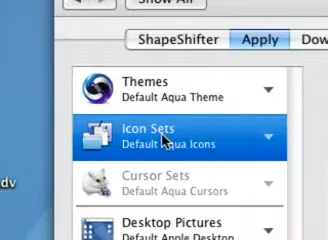 Show All
ShapeShifter
Apply
Themes
Default Aqua Theme
Icon Sets
Default Aqua Icons
Cursor Sets
Default Aqua Cursors
dv
Desktop Pictures
Default Apple Desktop